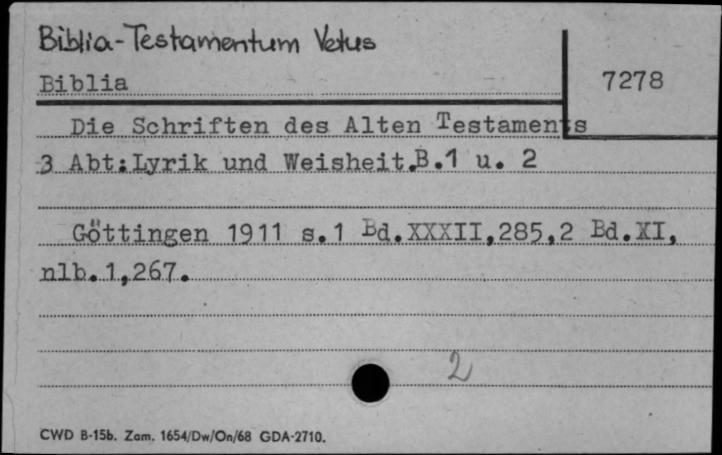 Biblia-Testamentum Vetus
Biblia
7278
Die Schriften des Alten Testaments
3 Abt:Lyrik und Weisheit.B.1 u. 2
Göttingen 1911 s.1 Bd.XXXII,285,2 Bd.XI,
nlb.1,267.
2
CWD B-15b. Zam. 1654/Dw/On/68 GDA-2710.